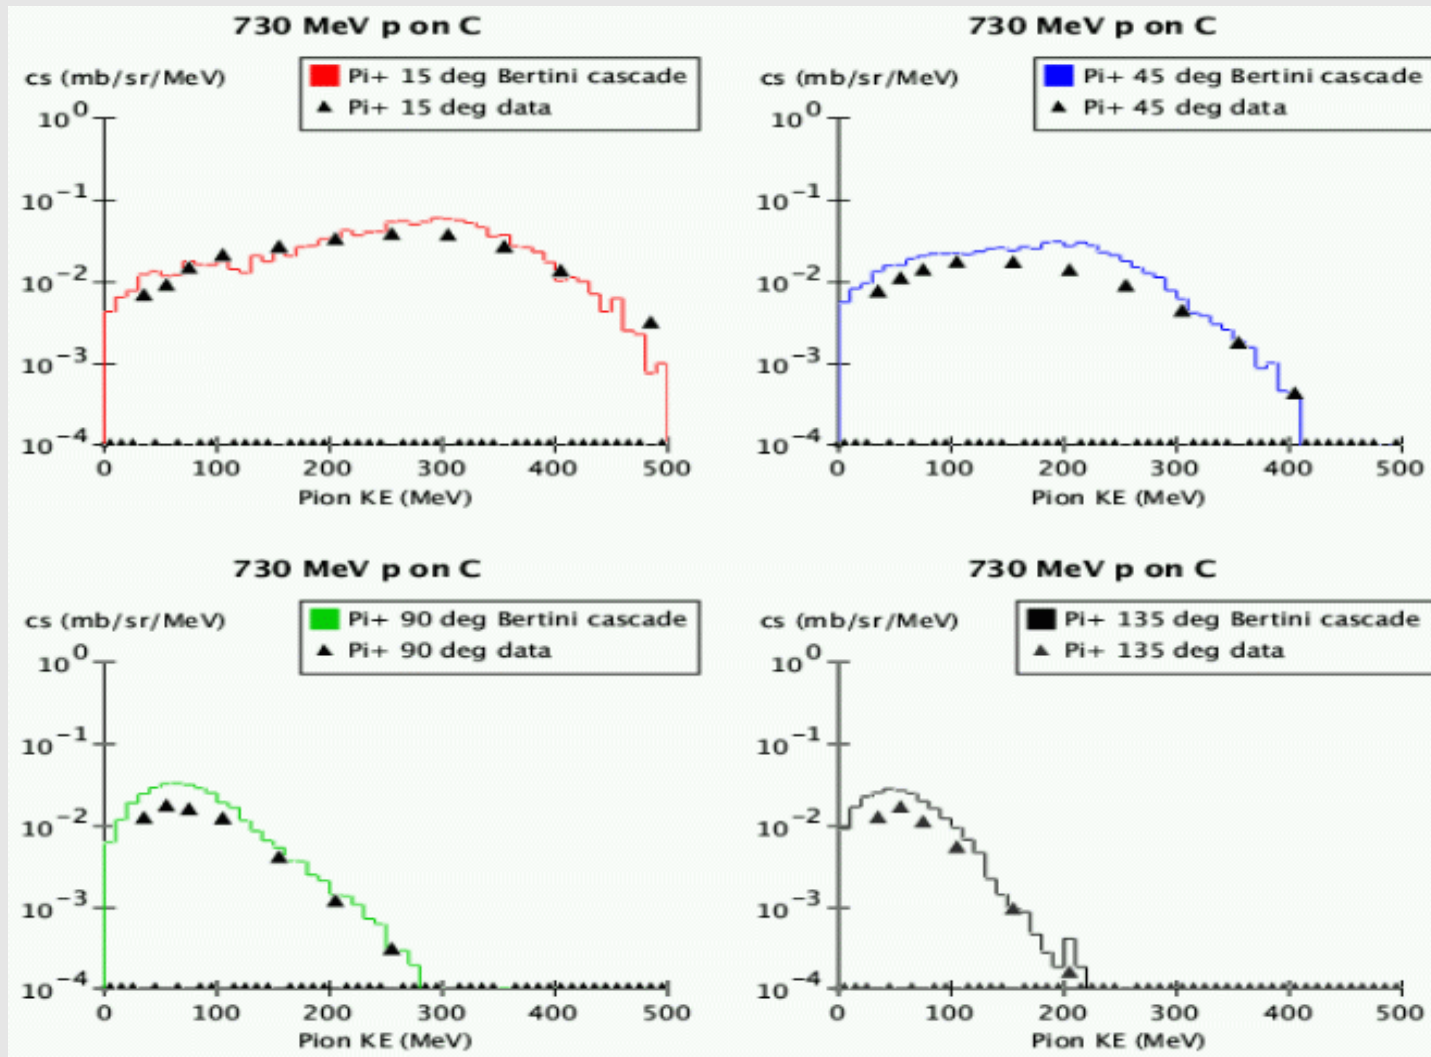 730 MeV p on C
cs (mb/sr/MeV)
Pi+ 15 deg Bertini cascade
Pi+ 15 deg data
10^0
10^-1
10^-2
10^-3
10^-4
0 100 200 300 400 500
Pion KE (MeV)
730 MeV p on C
cs (mb/sr/MeV)
Pi+ 45 deg Bertini cascade
Pi+ 45 deg data
10^0
10^-1
10^-2
10^-3
10^-4
0 100 200 300 400 500
Pion KE (MeV)
730 MeV p on C
cs (mb/sr/MeV)
Pi+ 90 deg Bertini cascade
Pi+ 90 deg data
10^0
10^-1
10^-2
10^-3
10^-4
0 100 200 300 400 500
Pion KE (MeV)
730 MeV p on C
cs (mb/sr/MeV)
Pi+ 135 deg Bertini cascade
Pi+ 135 deg data
10^0
10^-1
10^-2
10^-3
10^-4
0 100 200 300 400 500
Pion KE (MeV)